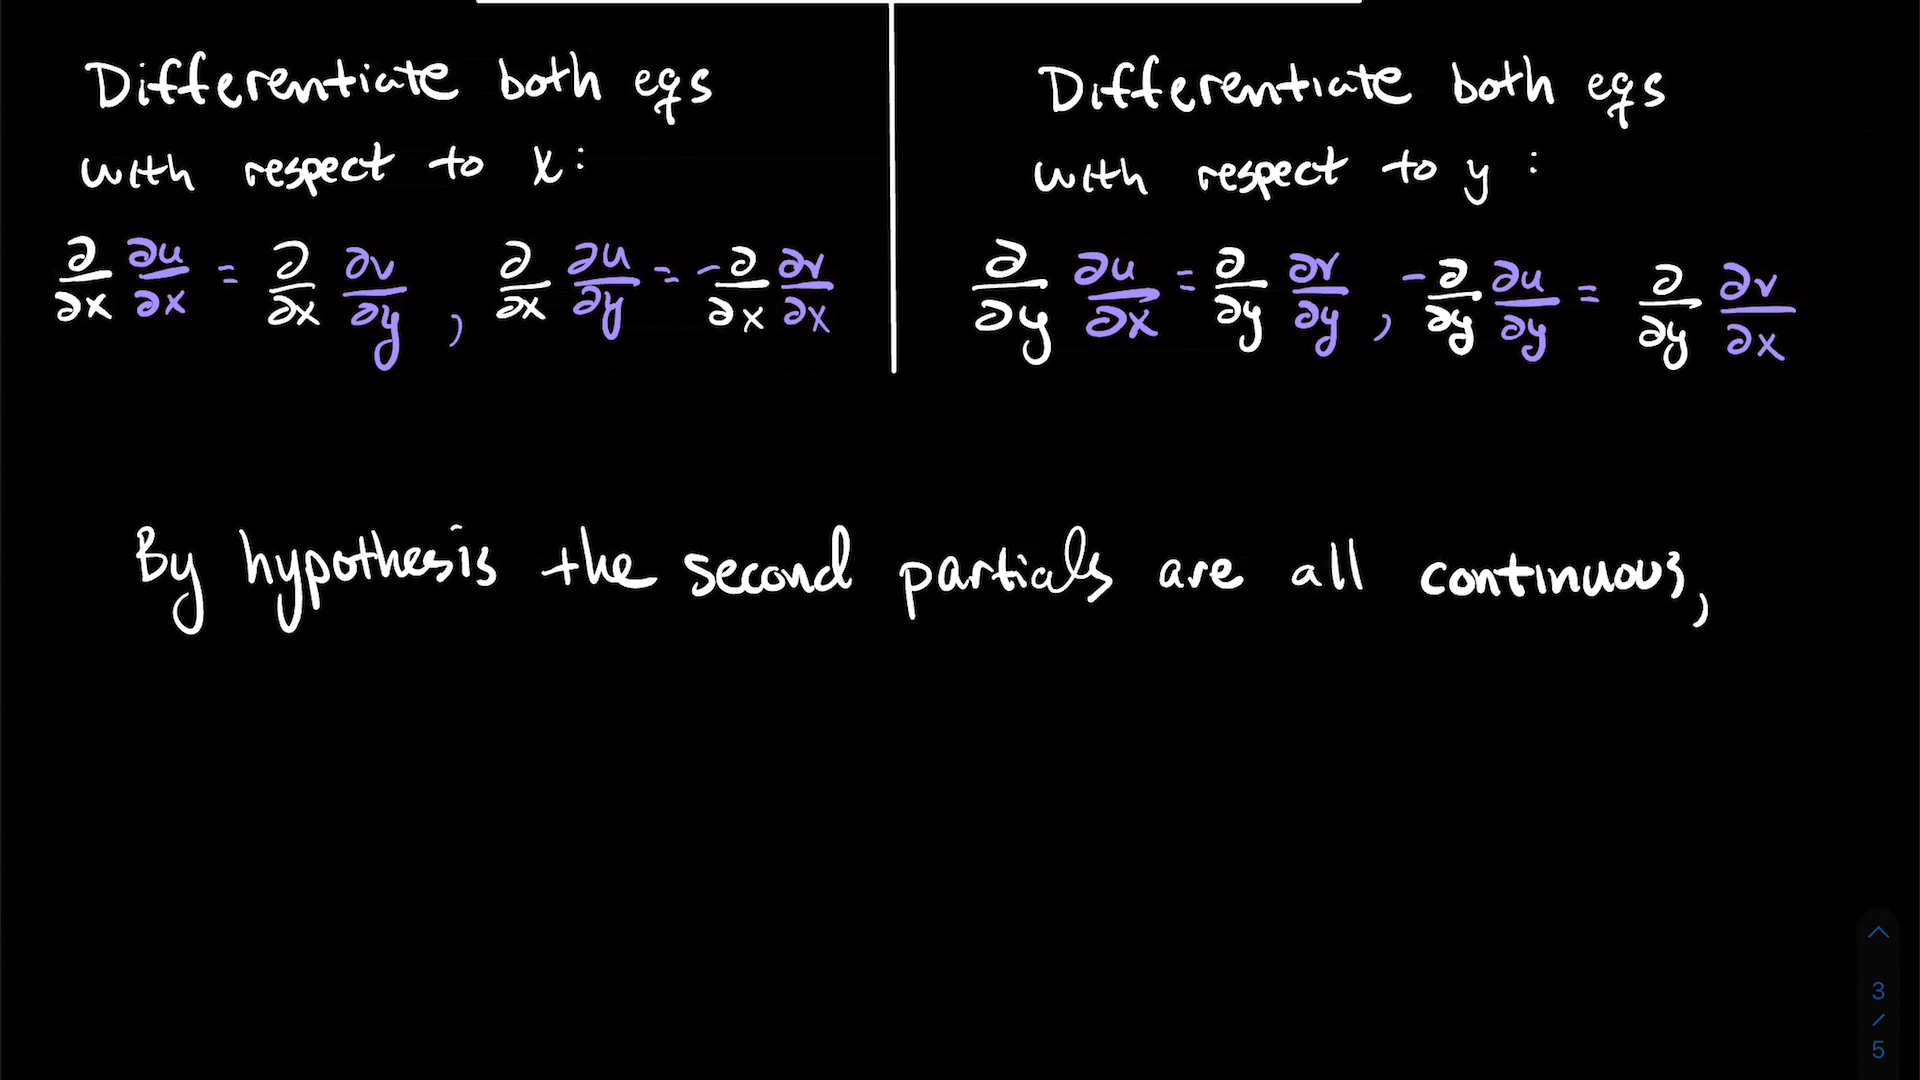 Differentiate both eqs
with respect to x:
∂/∂x ∂u/∂x = ∂/∂x ∂v/∂y , ∂/∂x ∂u/∂y = -∂/∂x ∂v/∂x
Differentiate both eqs
with respect to y:
∂/∂y ∂u/∂x = ∂/∂y ∂v/∂y , -∂/∂y ∂u/∂y = ∂/∂y ∂v/∂x
By hypothesis the second partials are all continuous,
3
/
5